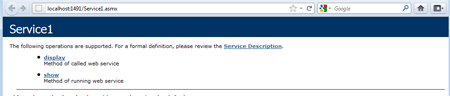 localhost:1491/Service1.asmx
Google
Service1
The following operations are supported. For a formal definition, please review the Service Description.
display
Method of called web service
show
Method of running web service